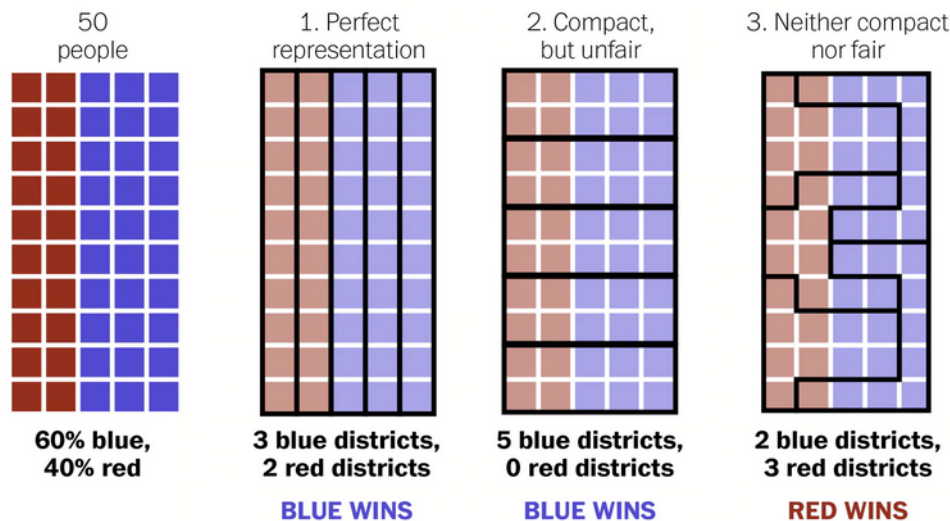 50
people
1. Perfect
representation
2. Compact,
but unfair
3. Neither compact
nor fair
60% blue,
40% red
3 blue districts,
2 red districts
5 blue districts,
0 red districts
2 blue districts,
3 red districts
BLUE WINS
BLUE WINS
RED WINS